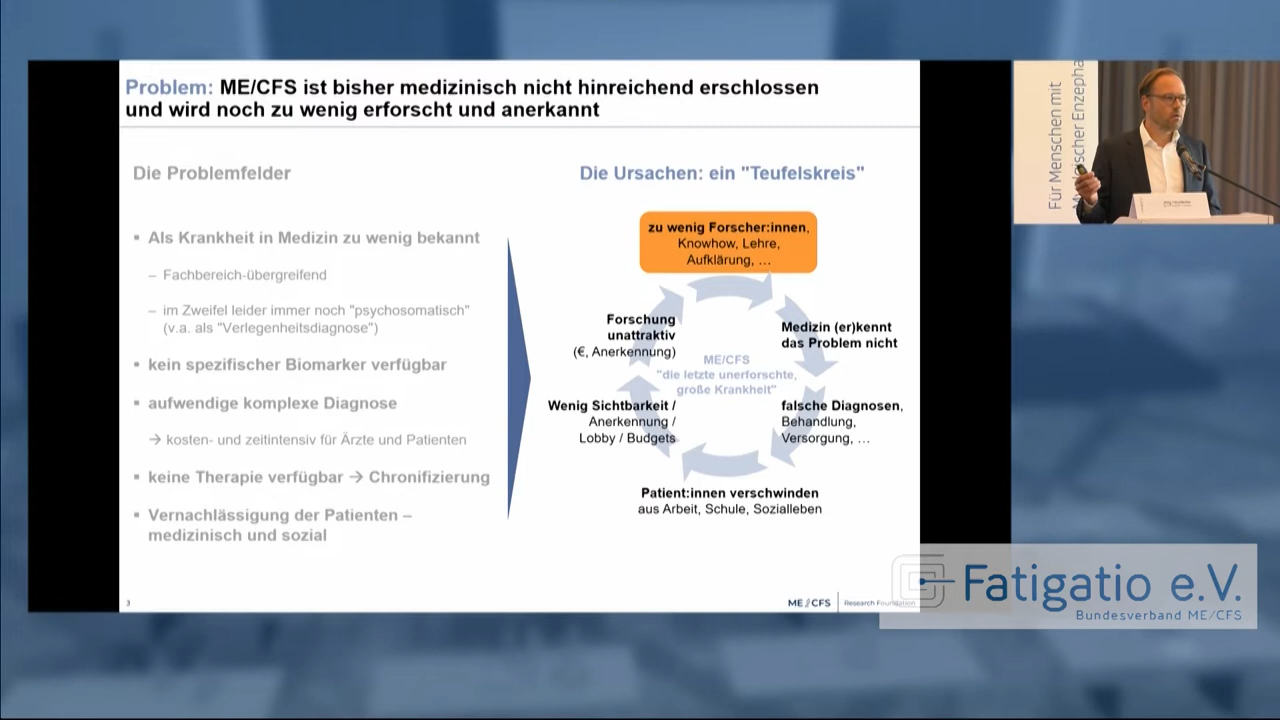 Problem: ME/CFS ist bisher medizinisch nicht hinreichend erschlossen
und wird noch zu wenig erforscht und anerkannt
Die Problemfelder
▪ Als Krankheit in Medizin zu wenig bekannt
– Fachbereich-übergreifend
– im Zweifel leider immer noch "psychosomatisch"
(v.a. als "Verlegenheitsdiagnose")
▪ kein spezifischer Biomarker verfügbar
▪ aufwendige komplexe Diagnose
→ kosten- und zeitintensiv für Ärzte und Patienten
▪ keine Therapie verfügbar → Chronifizierung
▪ Vernachlässigung der Patienten –
medizinisch und sozial
Die Ursachen: ein "Teufelskreis"
zu wenig Forscher:innen,
Knowhow, Lehre,
Aufklärung, …
Medizin (er)kennt
das Problem nicht
falsche Diagnosen,
Behandlung,
Versorgung, …
Patient:innen verschwinden
aus Arbeit, Schule, Sozialleben
Wenig Sichtbarkeit /
Anerkennung /
Lobby / Budgets
Forschung
unattraktiv
(€, Anerkennung)
ME/CFS
"die letzte unerforschte,
große Krankheit"
3
ME/CFS
Research Foundation
Für Menschen mit
Fatigatio e.V.
Bundesverband ME/CFS